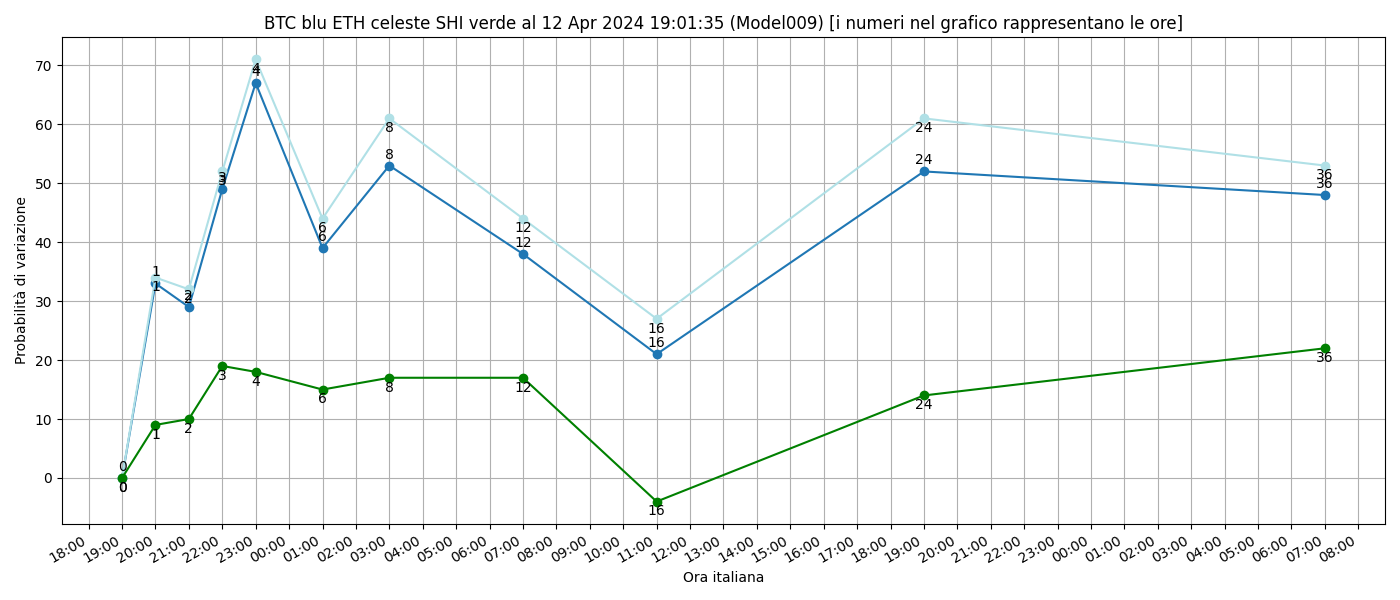 BTC blu ETH celeste SHI verde al 12 Apr 2024 19:01:35 (Model009) [i numeri nel grafico rappresentano le ore]
Probabilità di variazione
70
60
50
40
30
20
10
0
0 1 2 3 4 6 8 12 16 24 36
0 1 2 3 4 6 8 12 16 24 36
0 1 2 3 4 6 8 12 16 24 36
18:00 19:00 20:00 21:00 22:00 23:00 00:00 01:00 02:00 03:00 04:00 05:00 06:00 07:00 08:00 09:00 10:00 11:00 12:00 13:00 14:00 15:00 16:00 17:00 18:00 19:00 20:00 21:00 22:00 23:00 00:00 01:00 02:00 03:00 04:00 05:00 06:00 07:00 08:00
Ora italiana